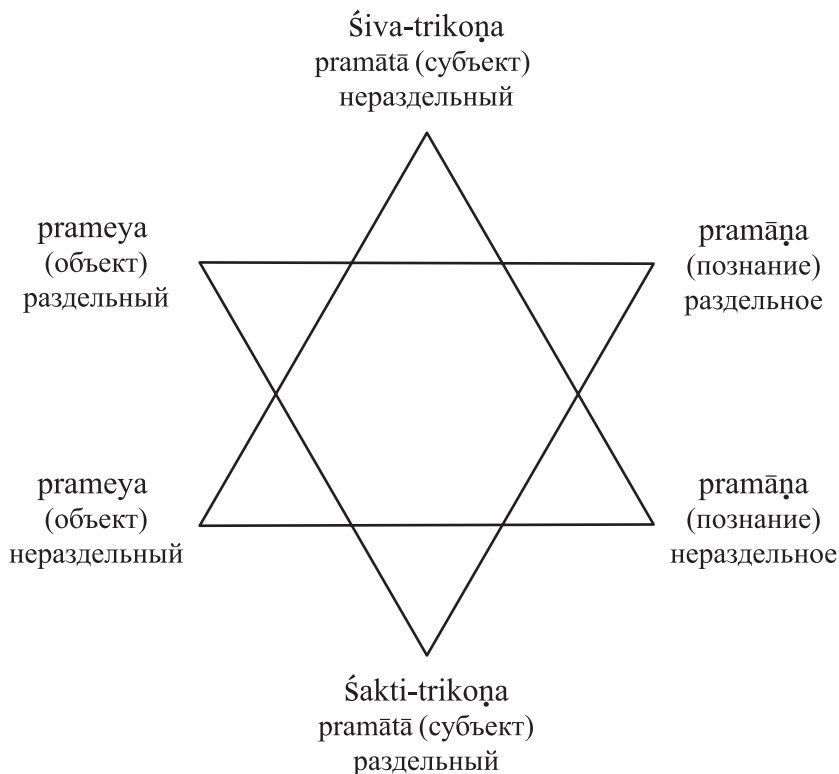 Śiva-trikoṇa
pramātā (субъект)
нераздельный
prameya
(объект)
раздельный
pramāṇa
(познание)
раздельное
prameya
(объект)
нераздельный
pramāṇa
(познание)
нераздельное
Śakti-trikoṇa
pramātā (субъект)
раздельный